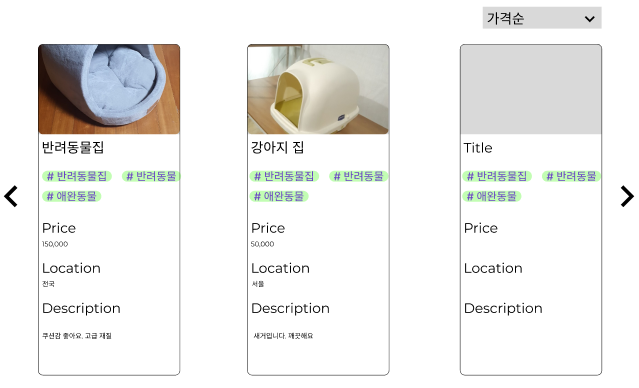 가격순
반려동물집
# 반려동물집 # 반려동물
# 애완동물
Price
150,000
Location
전국
Description
쿠션감 좋아요, 고급 재질
강아지 집
# 반려동물집 # 반려동물
# 애완동물
Price
50,000
Location
서울
Description
새거입니다. 깨끗해요
Title
# 반려동물집 # 반려동물
# 애완동물
Price
Location
Description